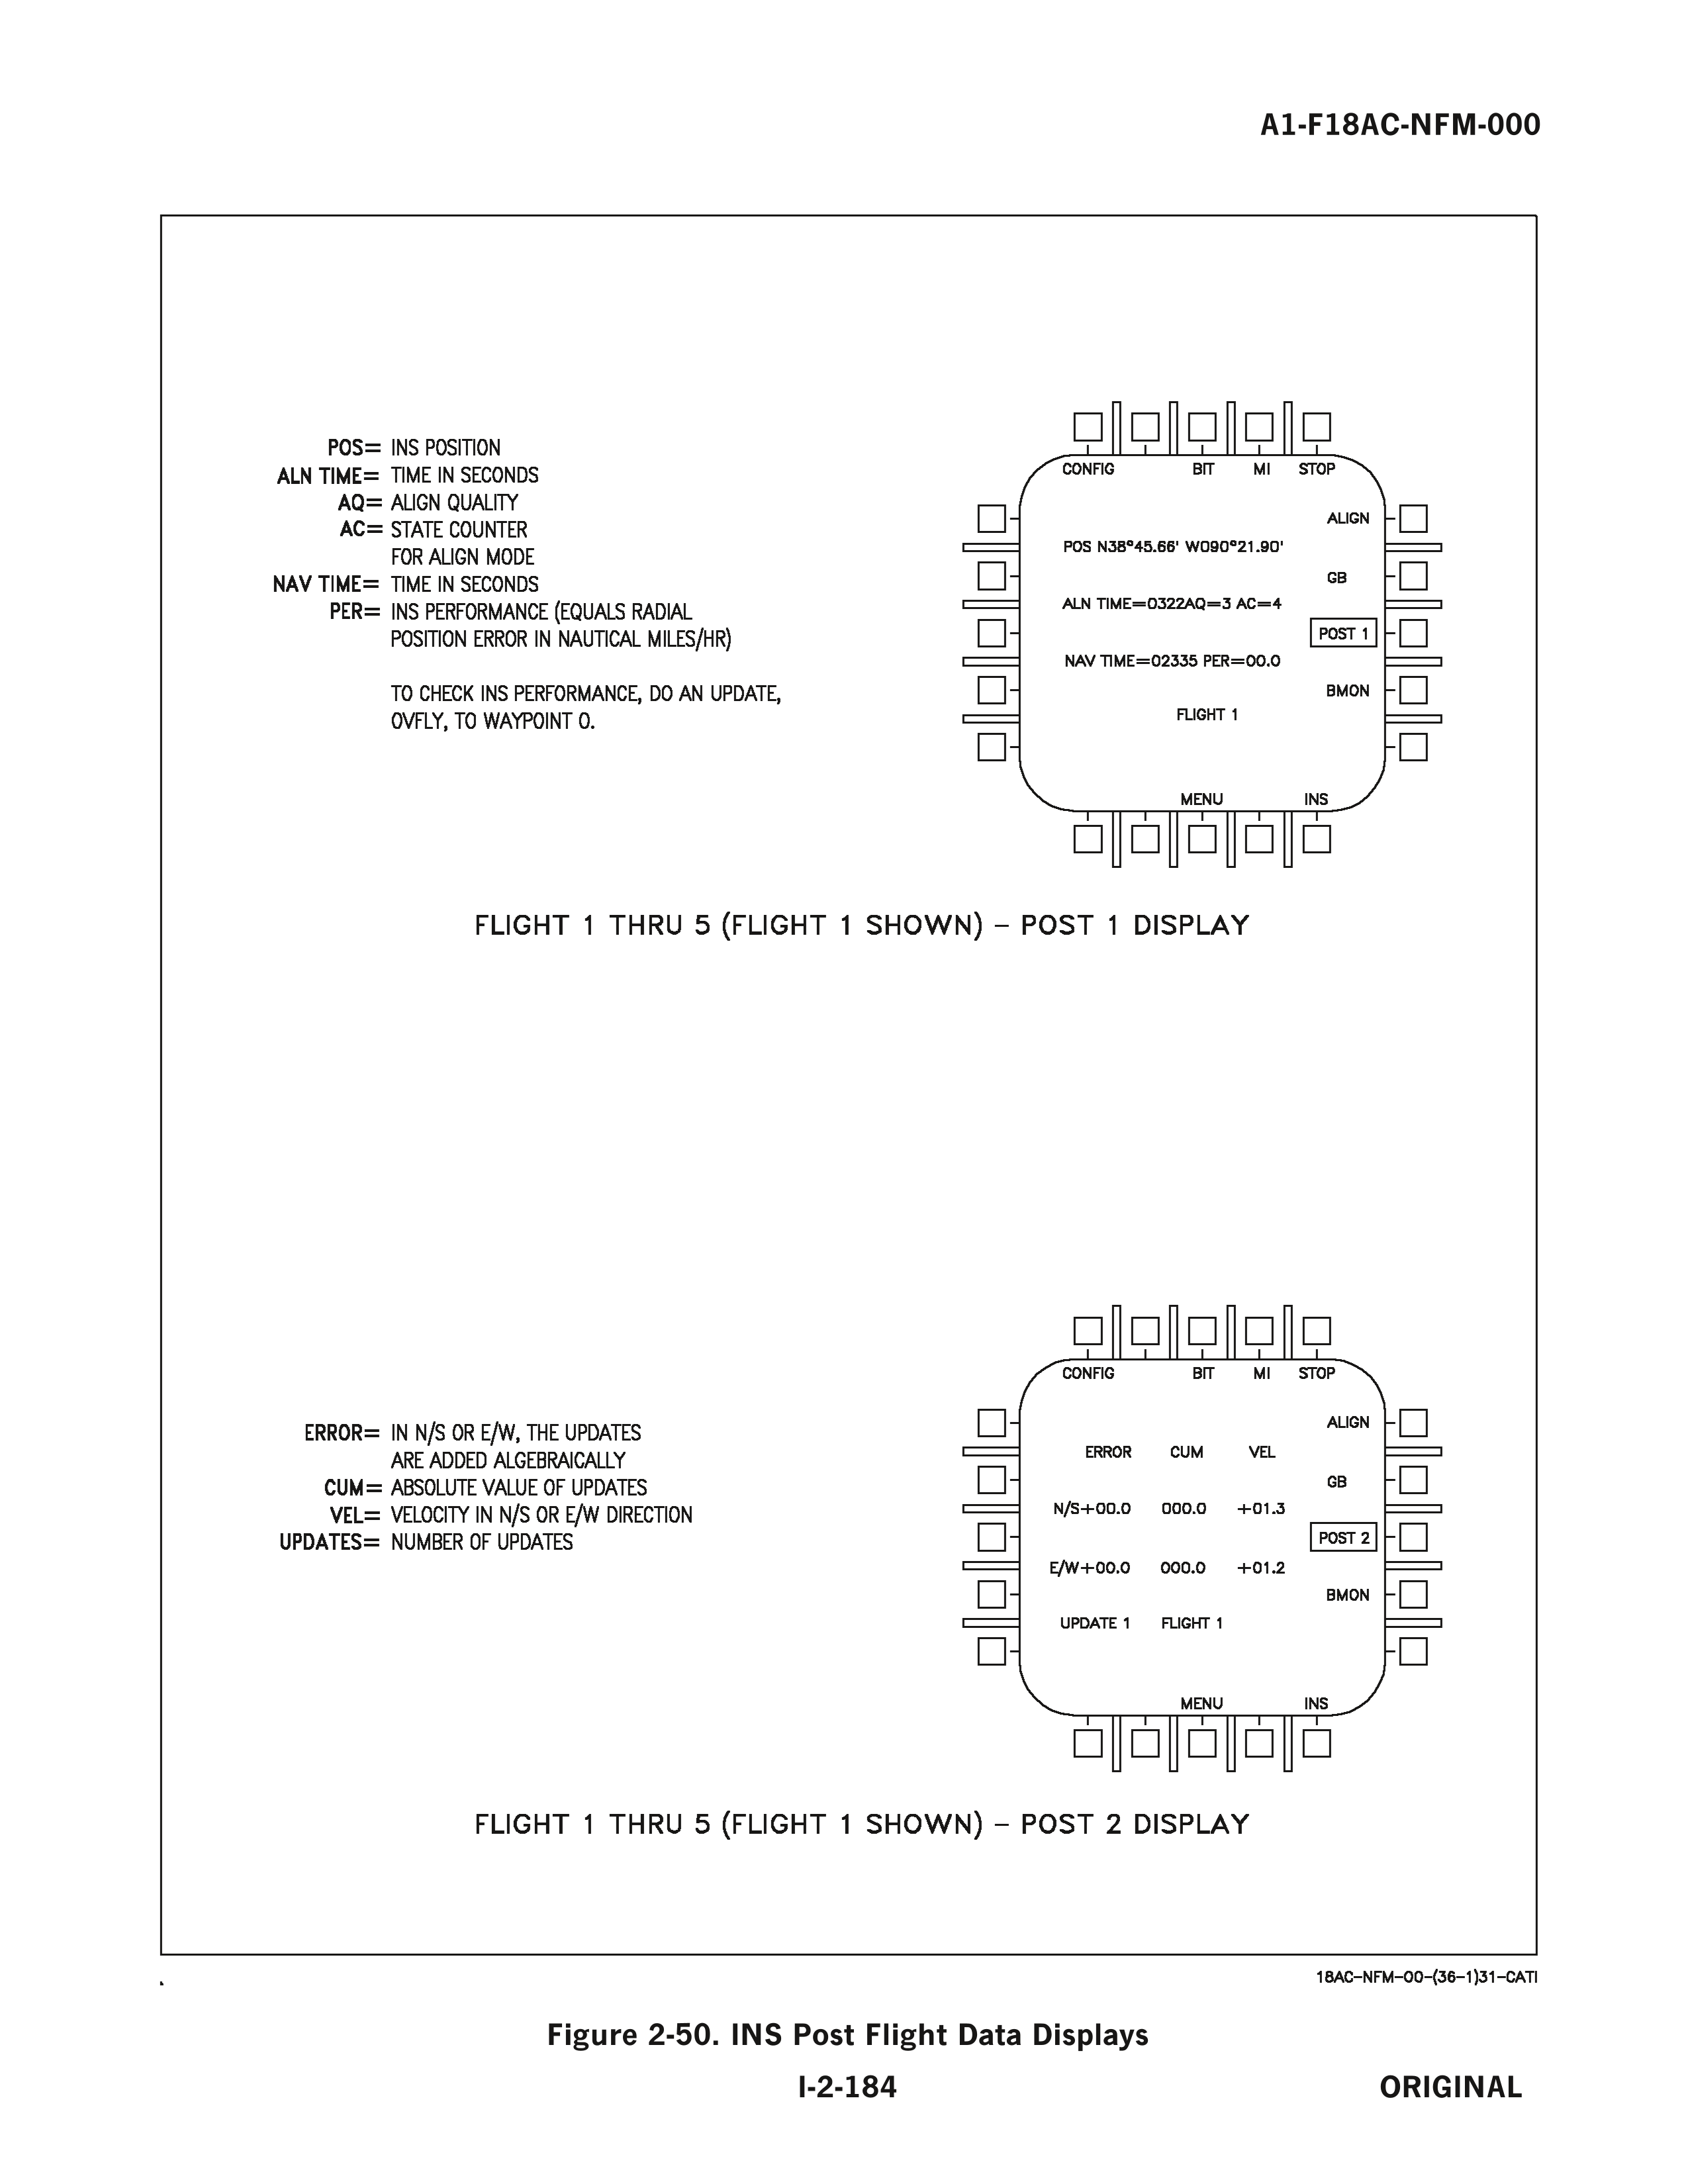 A1-F18AC-NFM-000
POS= INS POSITION
ALN TIME= TIME IN SECONDS
AQ= ALIGN QUALITY
AC= STATE COUNTER
FOR ALIGN MODE
NAV TIME= TIME IN SECONDS
PER= INS PERFORMANCE (EQUALS RADIAL
POSITION ERROR IN NAUTICAL MILES/HR)
TO CHECK INS PERFORMANCE, DO AN UPDATE,
OVFLY, TO WAYPOINT 0.
CONFIG BIT MI STOP
ALIGN
POS N38°45.66' W090°21.90'
GB
ALN TIME=0322AQ=3 AC=4
POST 1
NAV TIME=02335 PER=00.0
BMON
FLIGHT 1
MENU INS
FLIGHT 1 THRU 5 (FLIGHT 1 SHOWN) – POST 1 DISPLAY
ERROR= IN N/S OR E/W, THE UPDATES
ARE ADDED ALGEBRAICALLY
CUM= ABSOLUTE VALUE OF UPDATES
VEL= VELOCITY IN N/S OR E/W DIRECTION
UPDATES= NUMBER OF UPDATES
CONFIG BIT MI STOP
ALIGN
ERROR CUM VEL
GB
N/S+00.0 000.0 +01.3
POST 2
E/W+00.0 000.0 +01.2
BMON
UPDATE 1 FLIGHT 1
MENU INS
FLIGHT 1 THRU 5 (FLIGHT 1 SHOWN) – POST 2 DISPLAY
18AC-NFM-00-(36-1)31-CATI
Figure 2-50. INS Post Flight Data Displays
I-2-184
ORIGINAL